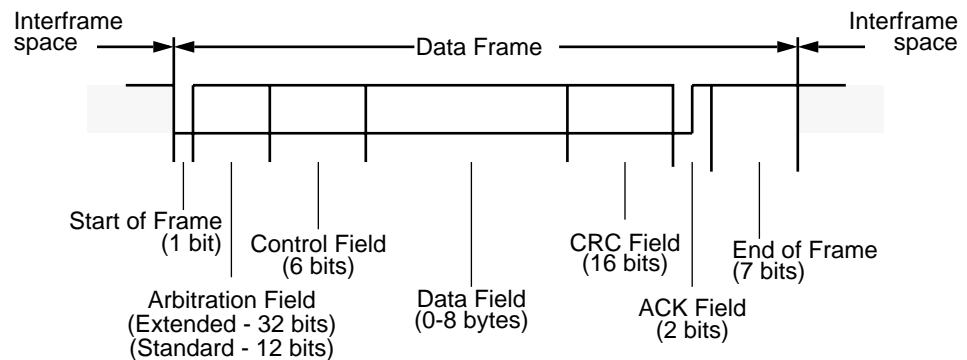 Interframe
space
Data Frame
Interframe
space
Start of Frame
(1 bit)
Arbitration Field
(Extended - 32 bits)
(Standard - 12 bits)
Control Field
(6 bits)
Data Field
(0-8 bytes)
CRC Field
(16 bits)
ACK Field
(2 bits)
End of Frame
(7 bits)